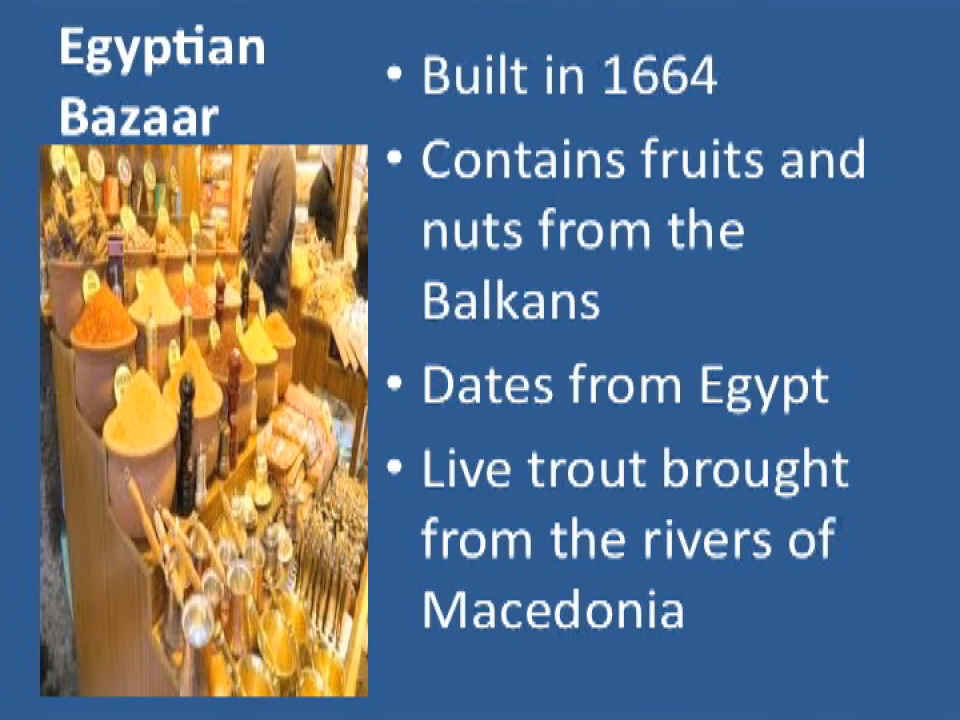 Egyptian
Bazaar
• Built in 1664
• Contains fruits and
nuts from the
Balkans
• Dates from Egypt
• Live trout brought
from the rivers of
Macedonia